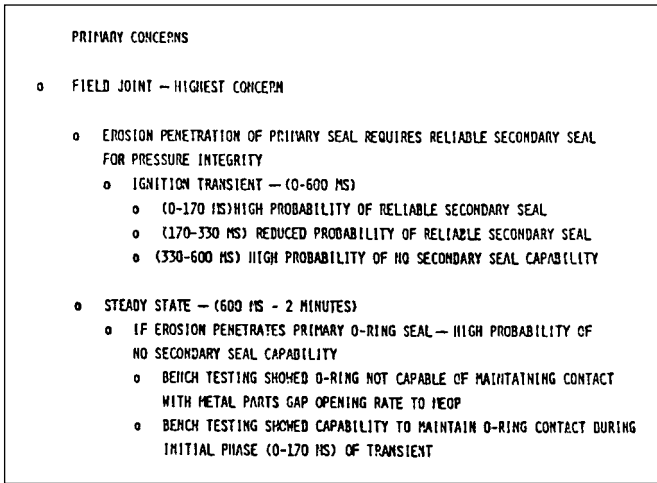 PRIMARY CONCERNS
o FIELD JOINT – HIGHEST CONCERN
o EROSION PENETRATION OF PRIMARY SEAL REQUIRES RELIABLE SECONDARY SEAL
FOR PRESSURE INTEGRITY
o IGNITION TRANSIENT – (0-600 MS)
o (0-170 MS)HIGH PROBABILITY OF RELIABLE SECONDARY SEAL
o (170-330 MS) REDUCED PROBABILITY OF RELIABLE SECONDARY SEAL
o (330-600 MS) HIGH PROBABILITY OF NO SECONDARY SEAL CAPABILITY
o STEADY STATE – (600 MS - 2 MINUTES)
o IF EROSION PENETRATES PRIMARY O-RING SEAL – HIGH PROBABILITY OF
NO SECONDARY SEAL CAPABILITY
o BENCH TESTING SHOWED O-RING NOT CAPABLE OF MAINTAINING CONTACT
WITH METAL PARTS GAP OPENING RATE TO MEOP
o BENCH TESTING SHOWED CAPABILITY TO MAINTAIN O-RING CONTACT DURING
INITIAL PHASE (0-170 MS) OF TRANSIENT